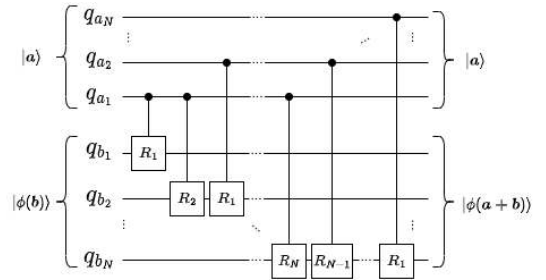 |a⟩
q_{a_N}
q_{a_2}
q_{a_1}
|a⟩
|ϕ(b)⟩
q_{b_1} R_1
q_{b_2} R_2 R_1
q_{b_N} R_N R_{N−1} R_1
|ϕ(a + b)⟩